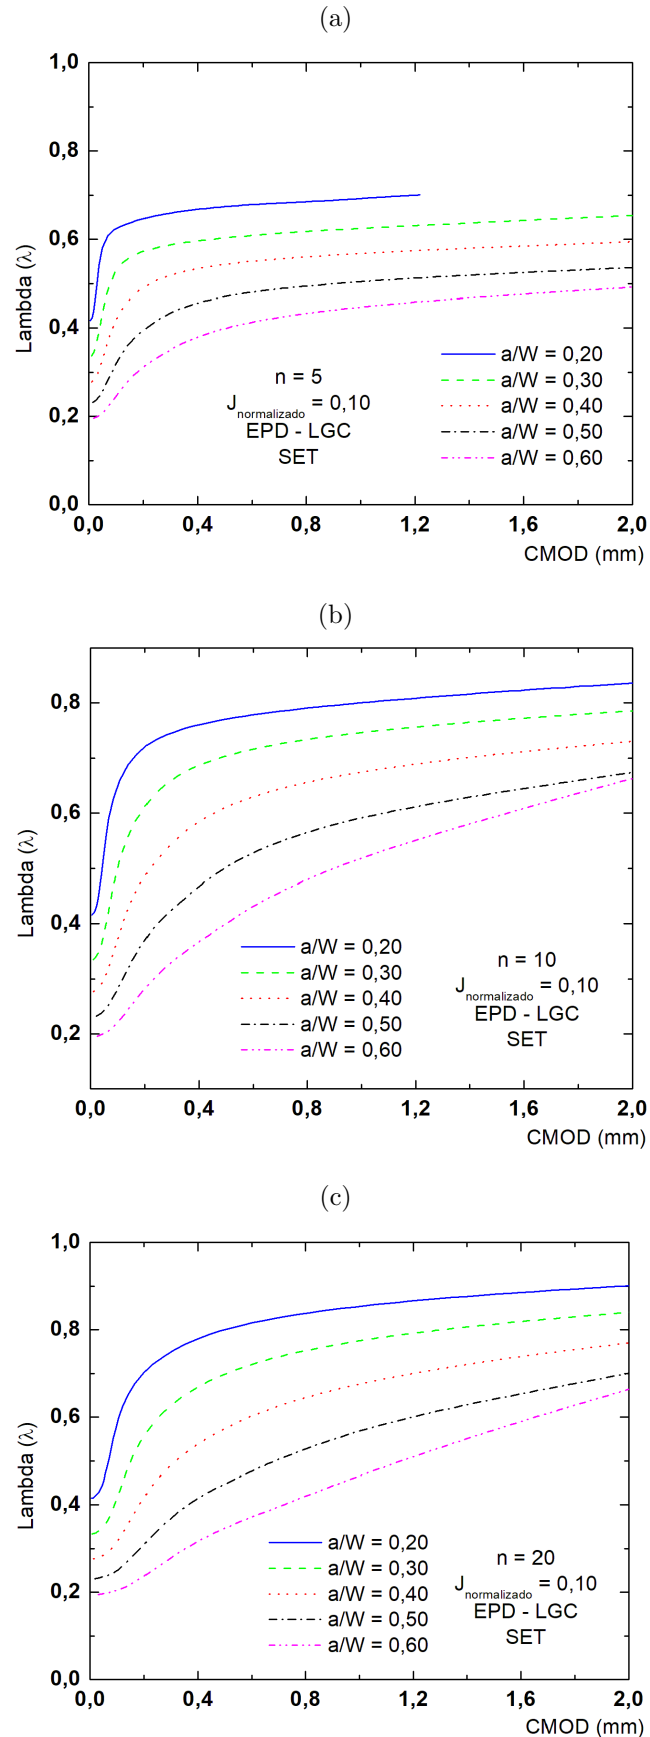 (a)
1,0
0,8
0,6
0,4
0,2
0,0
Lambda (λ)
n = 5
J normalizado = 0,10
EPD - LGC
SET
a/W = 0,20
a/W = 0,30
a/W = 0,40
a/W = 0,50
a/W = 0,60
0,0 0,4 0,8 1,2 1,6 2,0
CMOD (mm)
(b)
0,8
0,6
0,4
0,2
Lambda (λ)
a/W = 0,20
a/W = 0,30
a/W = 0,40
a/W = 0,50
a/W = 0,60
n = 10
J normalizado = 0,10
EPD - LGC
SET
0,0 0,4 0,8 1,2 1,6 2,0
CMOD (mm)
(c)
1,0
0,8
0,6
0,4
0,2
0,0
Lambda (λ)
a/W = 0,20
a/W = 0,30
a/W = 0,40
a/W = 0,50
a/W = 0,60
n = 20
J normalizado = 0,10
EPD - LGC
SET
0,0 0,4 0,8 1,2 1,6 2,0
CMOD (mm)